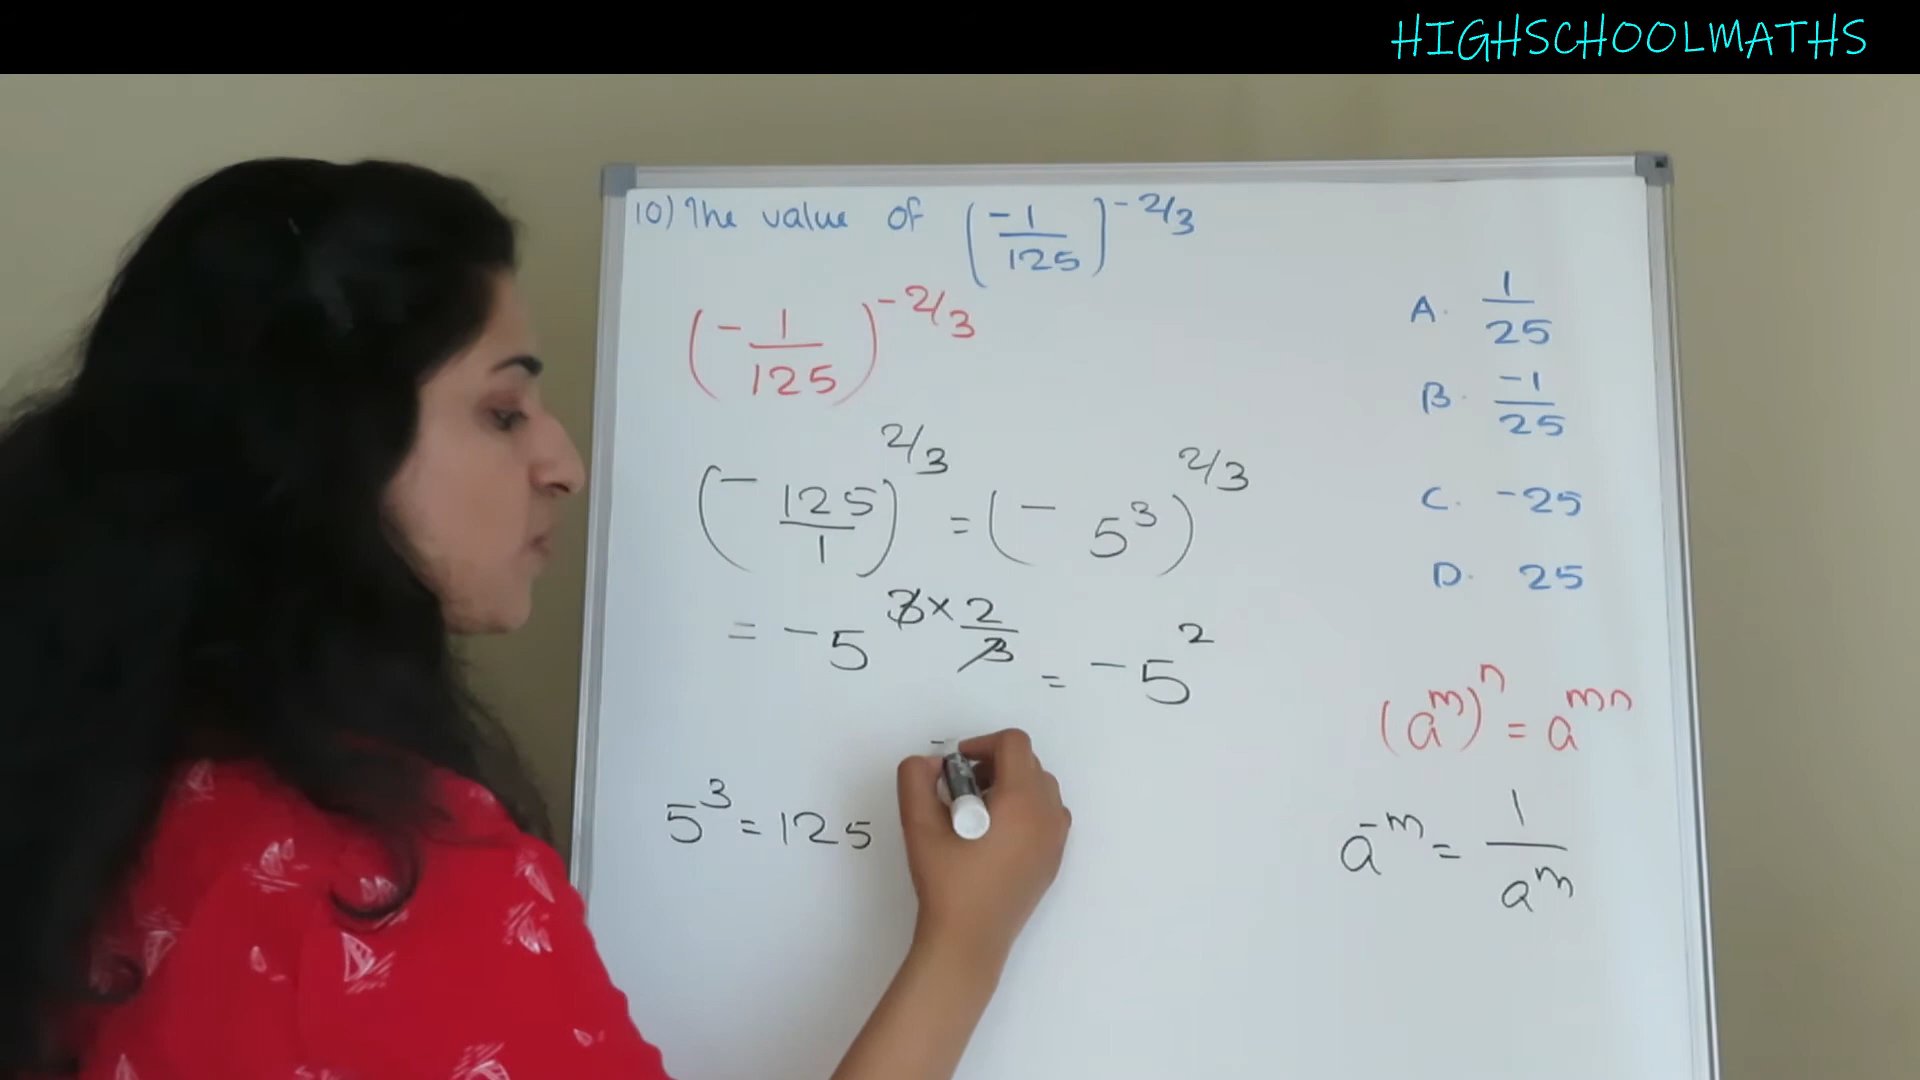 HIGHSCHOOLMATHS
10) The value of (-1/125)^-2/3
(-1/125)^-2/3
A. 1/25
B. -1/25
C. -25
D. 25
(-125/1)^2/3 = (-5^3)^2/3
= -5^3×2/3 = -5^2
(a^m)^n = a^mn
5^3 = 125
a^-m = 1/a^m